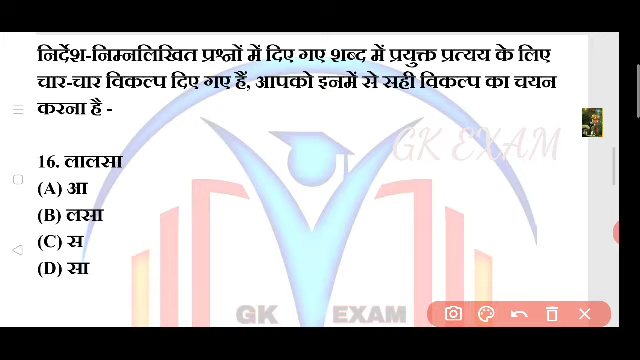 निर्देश-निम्नलिखित प्रश्नों में दिए गए शब्द में प्रयुक्त प्रत्यय के लिए
चार-चार विकल्प दिए गए हैं, आपको इनमें से सही विकल्प का चयन
करना है -
GK EXAM
16. लालसा
(A) आ
(B) लसा
(C) स
(D) सा
GK EXAM